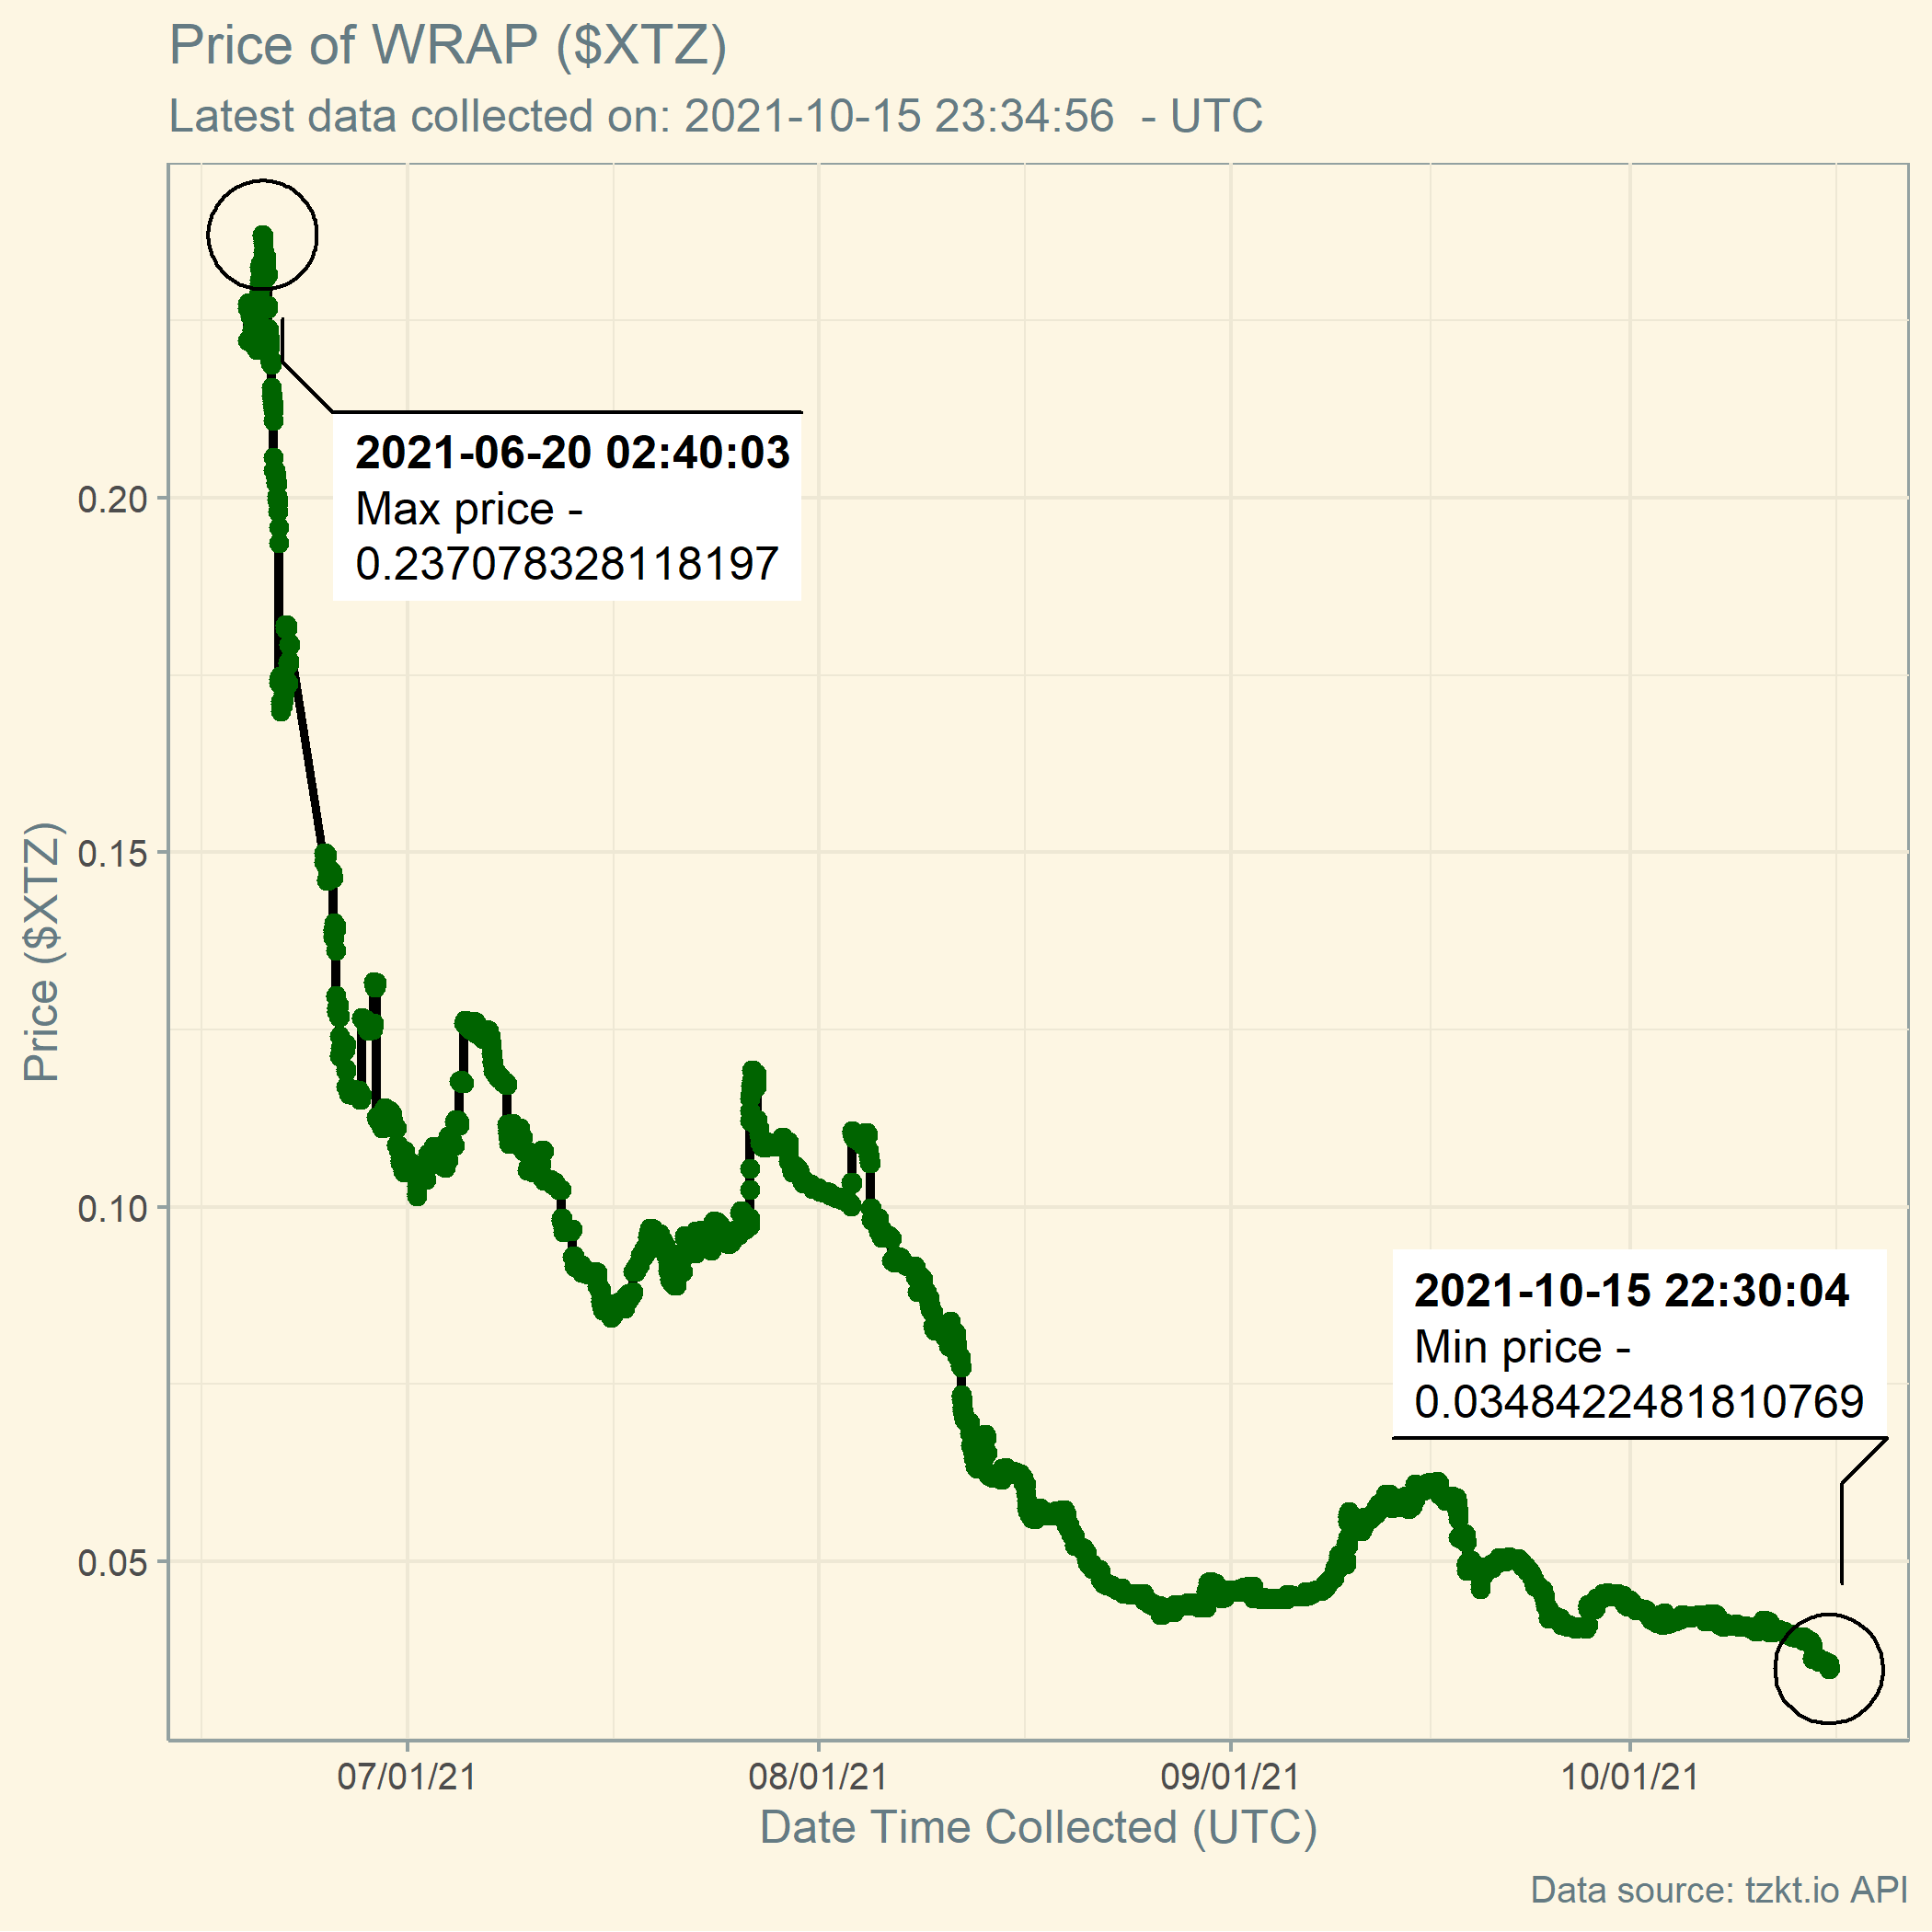 Price of WRAP ($XTZ)
Latest data collected on: 2021-10-15 23:34:56  - UTC
2021-06-20 02:40:03
Max price -
0.237078328118197
0.20
0.15
0.10
0.05
Price ($XTZ)
2021-10-15 22:30:04
Min price -
0.0348422481810769
07/01/21
08/01/21
09/01/21
10/01/21
Date Time Collected (UTC)
Data source: tzkt.io API